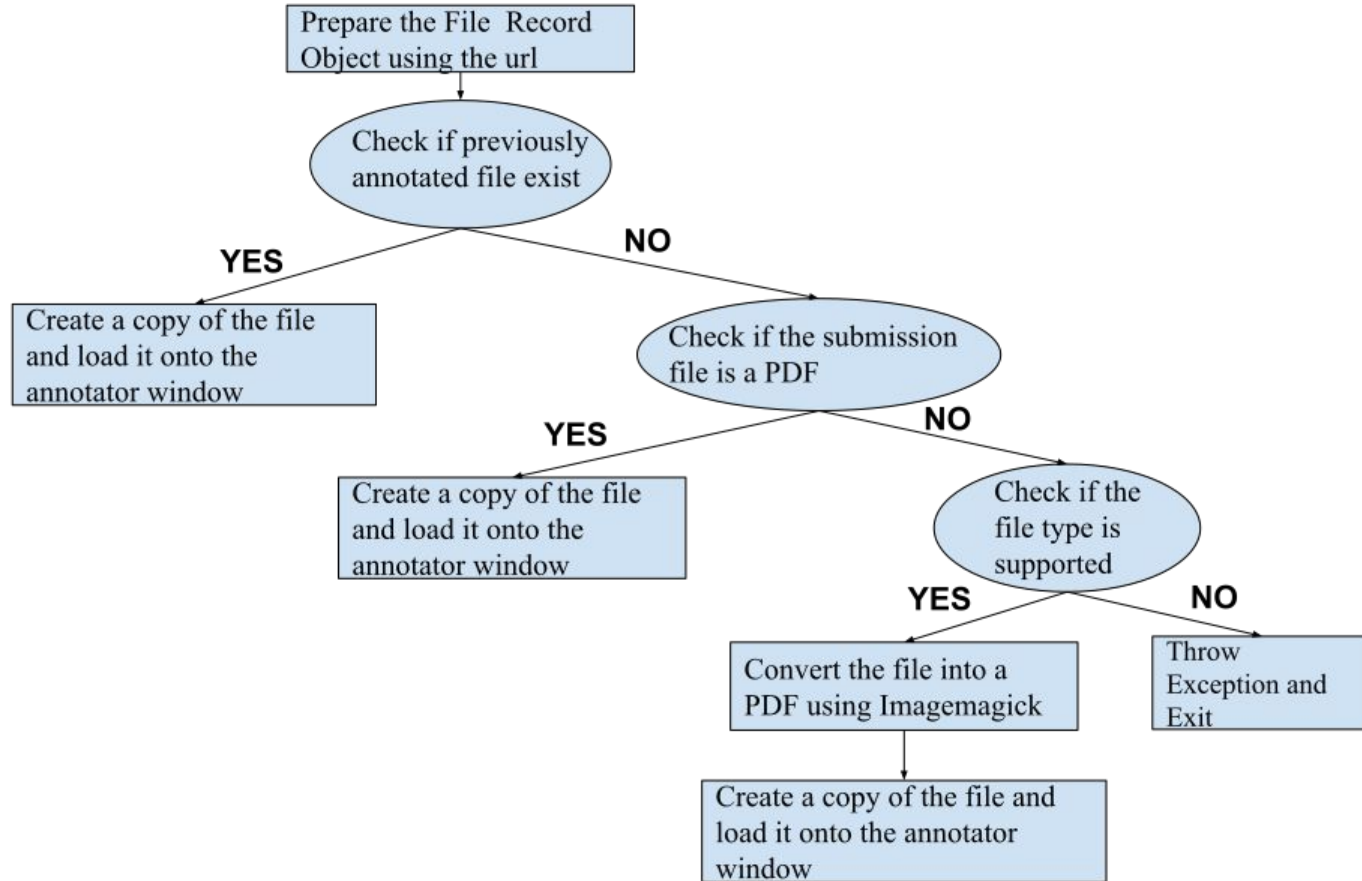 Prepare the File Record
Object using the url
Check if previously
annotated file exist
YES
NO
Create a copy of the file
and load it onto the
annotator window
Check if the submission
file is a PDF
YES
NO
Create a copy of the file
and load it onto the
annotator window
Check if the
file type is
supported
YES
NO
Convert the file into a
PDF using Imagemagick
Throw
Exception and
Exit
Create a copy of the file and
load it onto the annotator
window